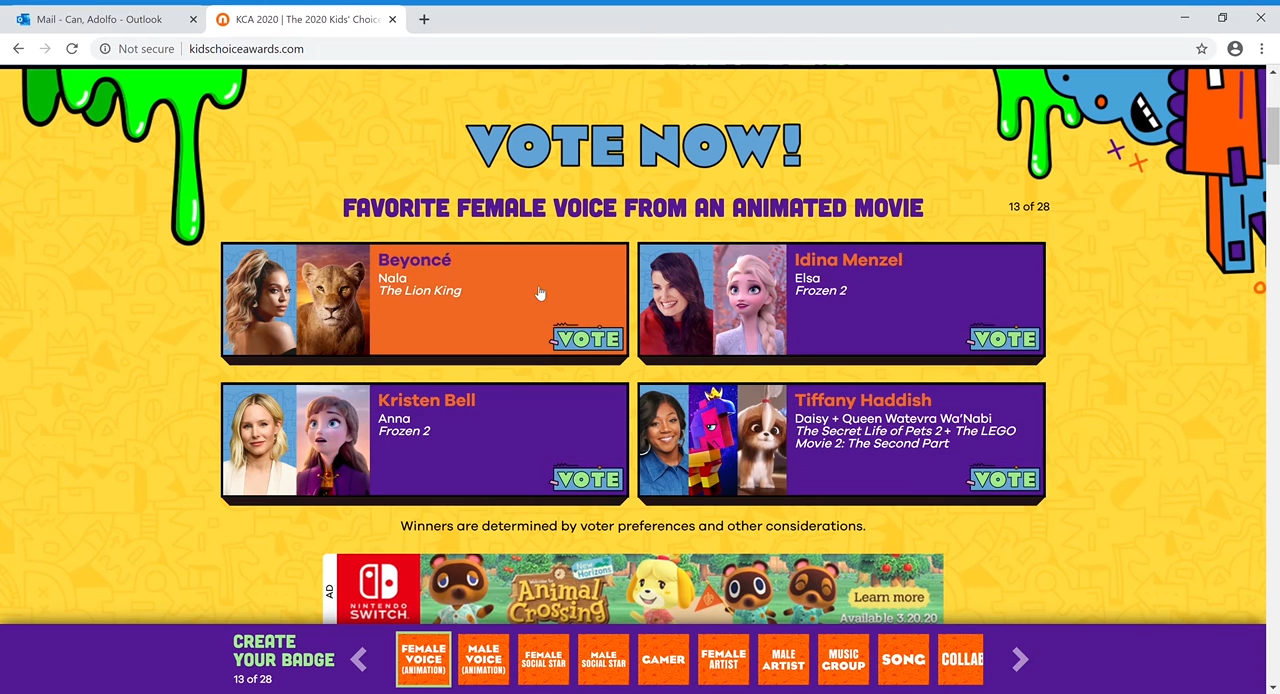 Mail - Can, Adolfo - Outlook
KCA 2020 | The 2020 Kids' Choice
Not secure
kidschoiceawards.com
VOTE NOW!
FAVORITE FEMALE VOICE FROM AN ANIMATED MOVIE
13 of 28
Beyoncé
Nala
The Lion King
VOTE
Idina Menzel
Elsa
Frozen 2
VOTE
Kristen Bell
Anna
Frozen 2
VOTE
Tiffany Haddish
Daisy + Queen Watevra Wa'Nabi
The Secret Life of Pets 2 + The LEGO
Movie 2: The Second Part
VOTE
Winners are determined by voter preferences and other considerations.
AD
NINTENDO
SWITCH
Welcome to
New
Horizons
Animal
Crossing
Learn more
Available 3.20.20
CREATE
YOUR BADGE
13 of 28
FEMALE
VOICE
(ANIMATION)
MALE
VOICE
(ANIMATION)
FEMALE
SOCIAL STAR
MALE
SOCIAL STAR
GAMER
FEMALE
ARTIST
MALE
ARTIST
MUSIC
GROUP
SONG
COLLAB